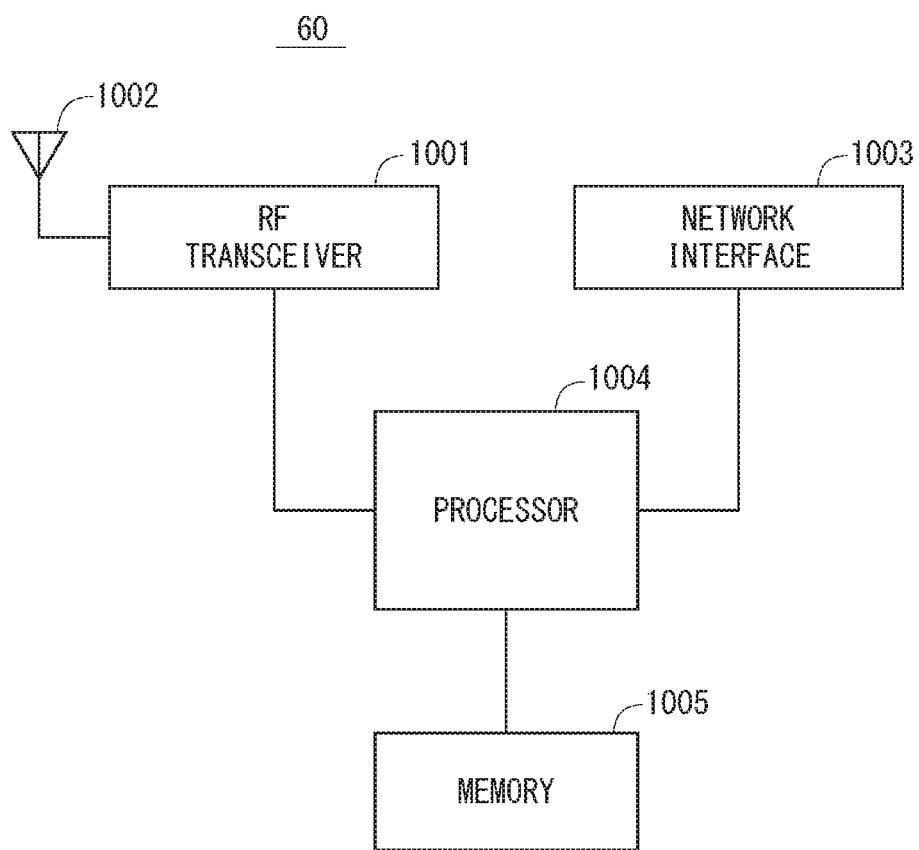 60
1002
1001
1003
RF
TRANSCEIVER
NETWORK
INTERFACE
1004
PROCESSOR
1005
MEMORY